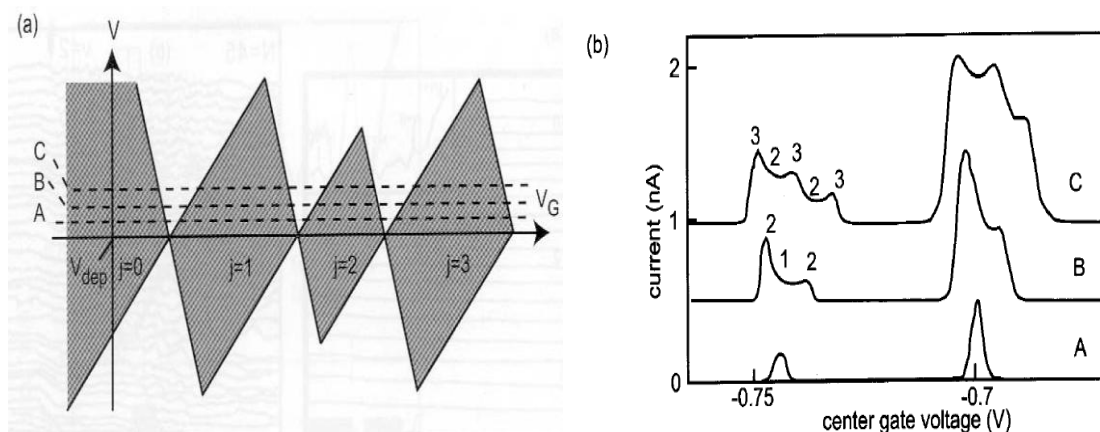 (a)
V
C
B
A
V_G
V_dep
j=0
j=1
j=2
j=3
(b)
current (nA)
2
1
0
3
2
3
2
3
2
1
2
C
B
A
-0.75
-0.7
center gate voltage (V)
N=45